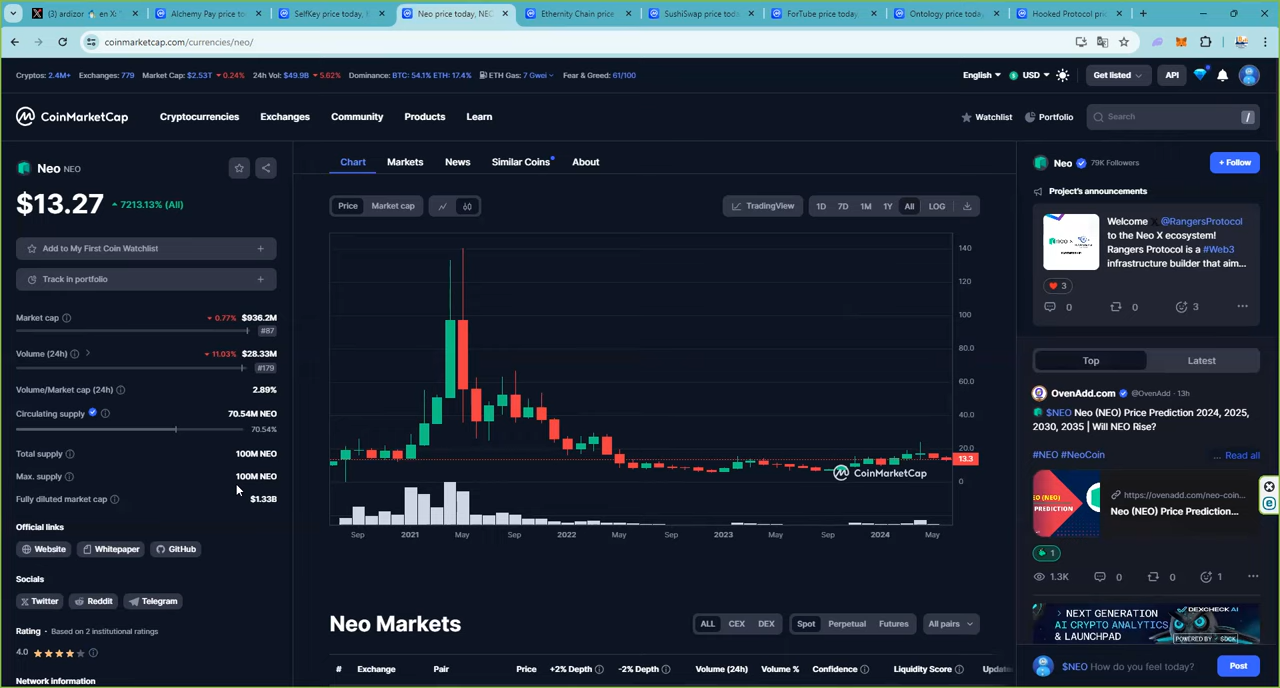 (3) ardizor en X:
Alchemy Pay price to
SelfKey price today,
Neo price today, NEO
Ethernity Chain price
SushiSwap price toda
ForTube price today,
Ontology price today,
Hooked Protocol pri
coinmarketcap.com/currencies/neo/
Cryptos: 2.4M+ Exchanges: 779 Market Cap: $2.53T 0.24% 24h Vol: $49.9B 5.62% Dominance: BTC: 54.1% ETH: 17.4% ETH Gas: 7 Gwei Fear & Greed: 61/100
English USD Get listed API
CoinMarketCap Cryptocurrencies Exchanges Community Products Learn
Watchlist Portfolio Search /
Neo NEO
$13.27 7213.13% (All)
Add to My First Coin Watchlist +
Track in portfolio +
Market cap 0.77% $936.2M
#87
Volume (24h) 11.03% $28.33M
#179
Volume/Market cap (24h) 2.89%
Circulating supply 70.54M NEO
70.54%
Total supply 100M NEO
Max. supply 100M NEO
Fully diluted market cap $1.33B
Official links
Website Whitepaper GitHub
Socials
Twitter Reddit Telegram
Rating · Based on 2 institutional ratings
4.0
Network information
Chart Markets News Similar Coins About
Price Market cap
TradingView 1D 7D 1M 1Y All LOG
140
120
100
80.0
60.0
40.0
20.0
13.3
0
CoinMarketCap
Sep 2021 May Sep 2022 May Sep 2023 May Sep 2024 May
Neo Markets
ALL CEX DEX Spot Perpetual Futures All pairs
# Exchange Pair Price +2% Depth -2% Depth Volume (24h) Volume % Confidence Liquidity Score Update
Neo 79K Followers + Follow
Project's announcements
Welcome @RangersProtocol
to the Neo X ecosystem!
Rangers Protocol is a #Web3
infrastructure builder that aim...
3
0 0 3 ...
Top Latest
OvenAdd.com @OvenAdd · 13h
$NEO Neo (NEO) Price Prediction 2024, 2025,
2030, 2035 | Will NEO Rise?
#NEO #NeoCoin ... Read all
(NEO)
PREDICTION
https://ovenadd.com/neo-coin...
Neo (NEO) Price Prediction...
1
1.3K 0 0 1 ...
NEXT GENERATION
AI CRYPTO ANALYTICS
& LAUNCHPAD
DEXCHECK AI
POWERED BY $DCK
$NEO How do you feel today? Post